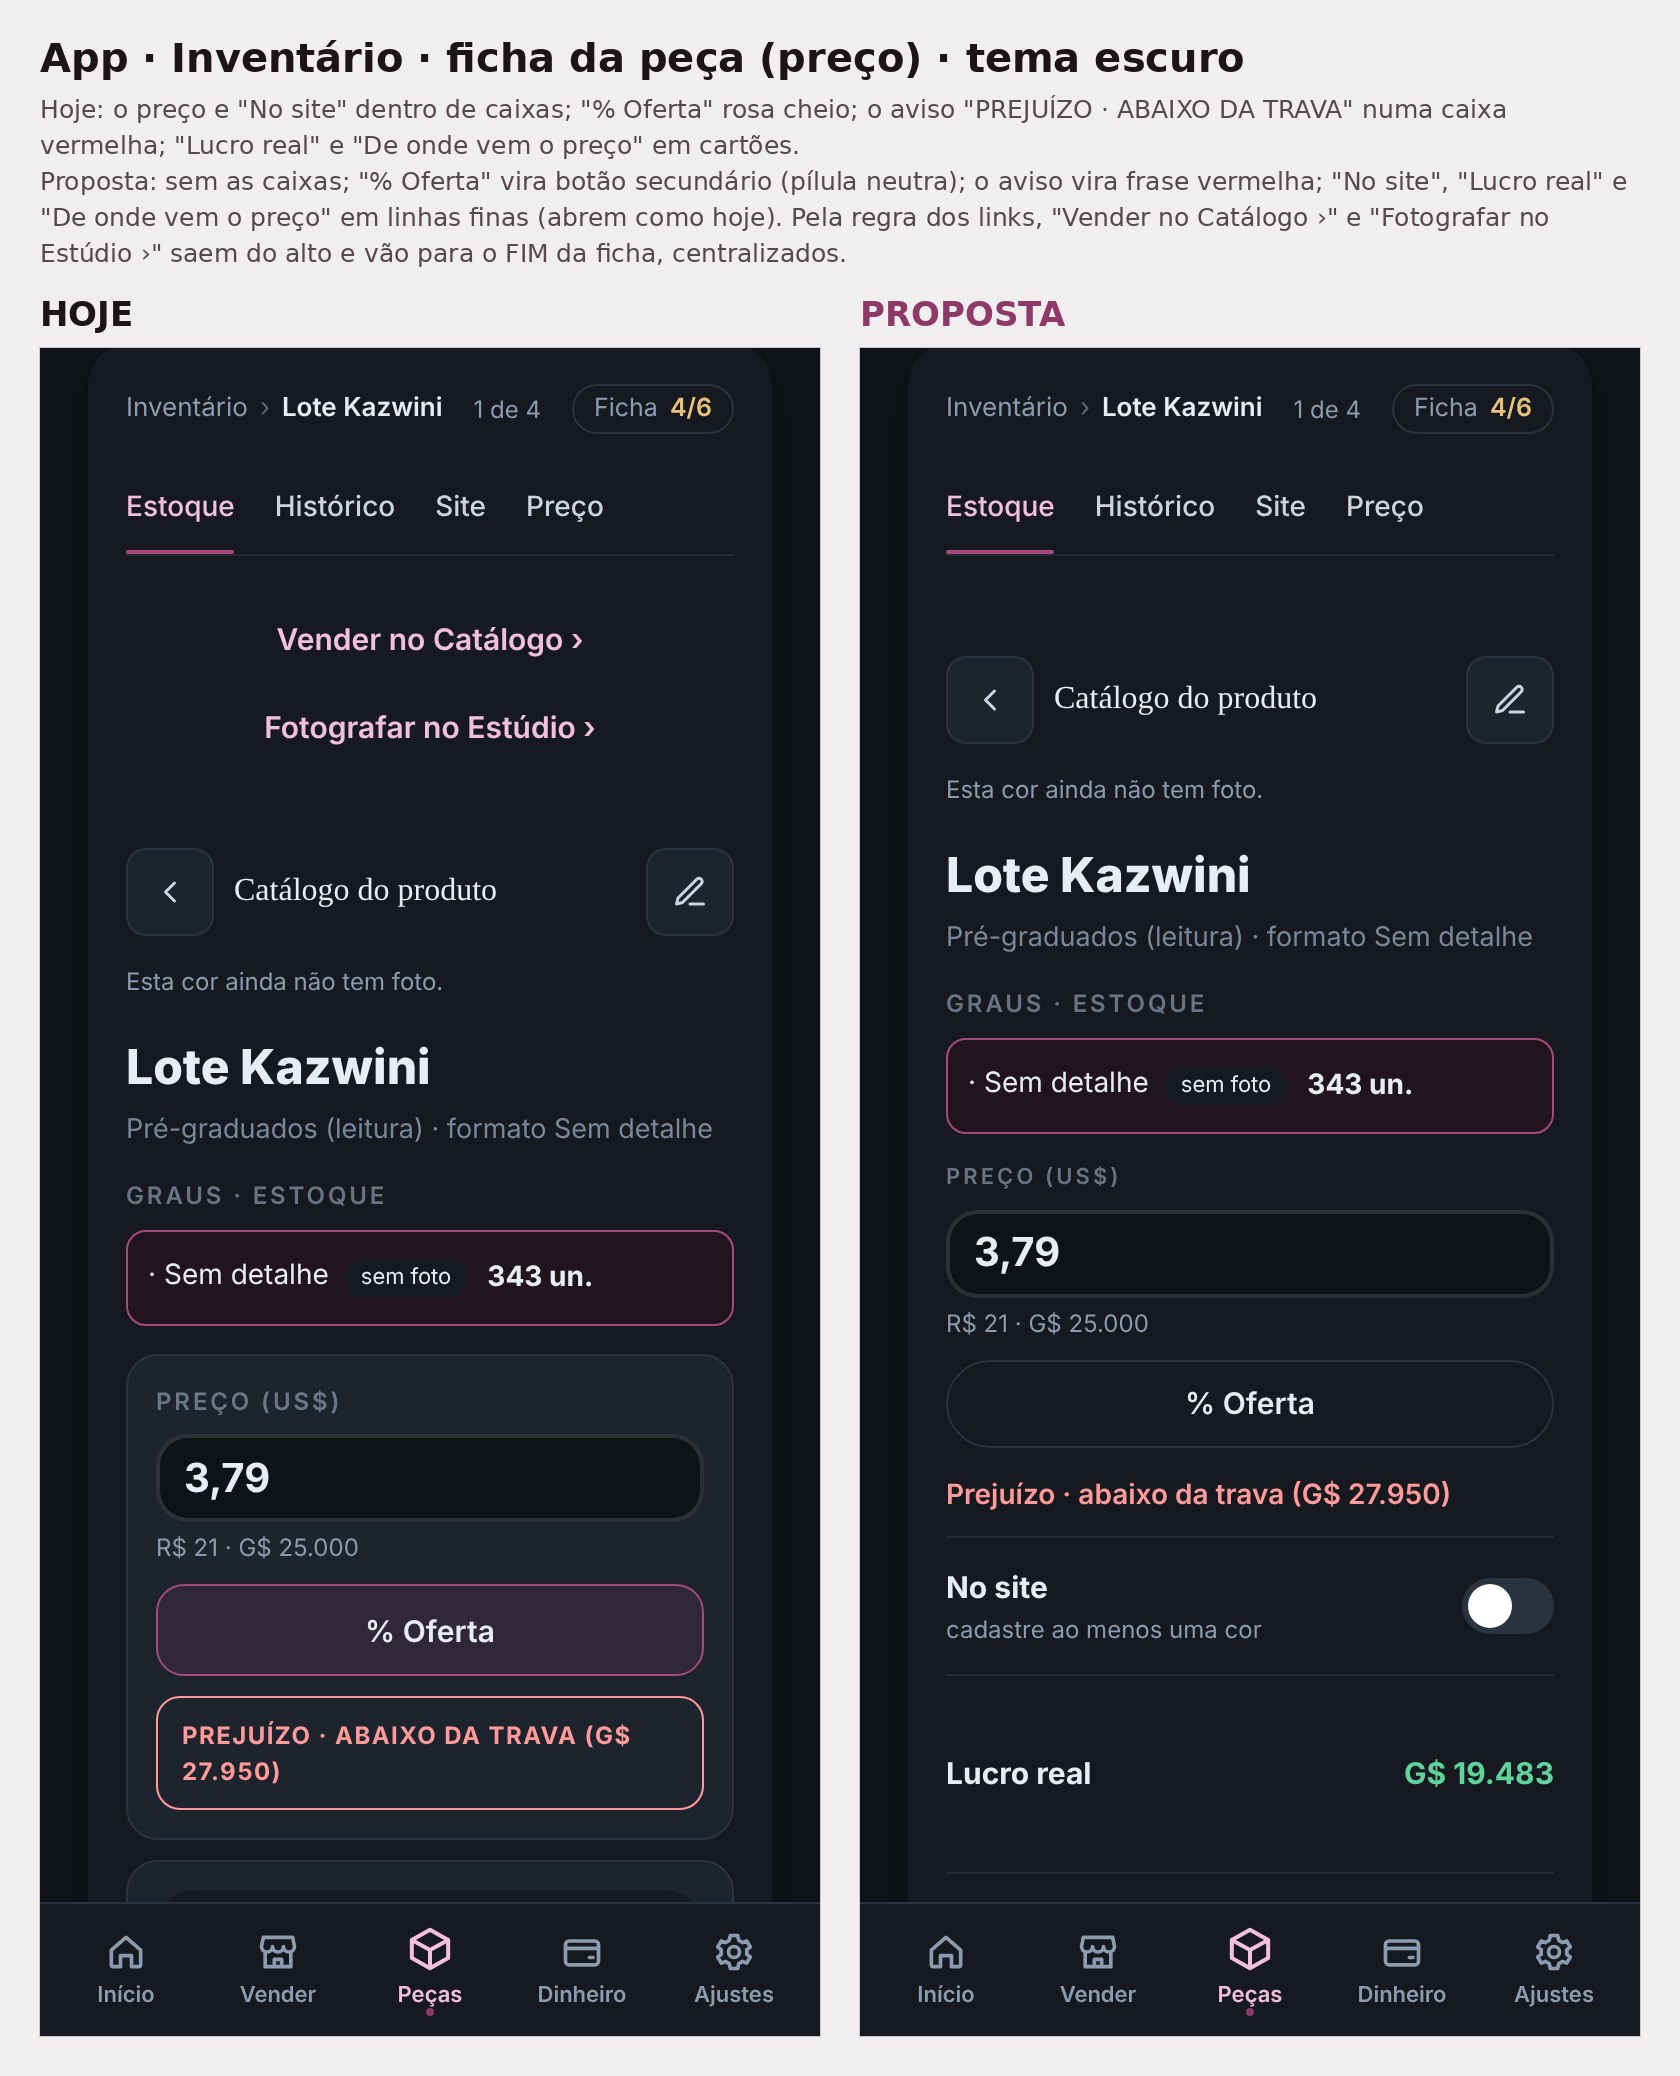 App · Inventário · ficha da peça (preço) · tema escuro
Hoje: o preço e "No site" dentro de caixas; "% Oferta" rosa cheio; o aviso "PREJUÍZO · ABAIXO DA TRAVA" numa caixa
vermelha; "Lucro real" e "De onde vem o preço" em cartões.
Proposta: sem as caixas; "% Oferta" vira botão secundário (pílula neutra); o aviso vira frase vermelha; "No site", "Lucro real" e
"De onde vem o preço" em linhas finas (abrem como hoje). Pela regra dos links, "Vender no Catálogo ›" e "Fotografar no
Estúdio ›" saem do alto e vão para o FIM da ficha, centralizados.
HOJE
Inventário › Lote Kazwini 1 de 4 Ficha 4/6
Estoque Histórico Site Preço
Vender no Catálogo ›
Fotografar no Estúdio ›
Catálogo do produto
Esta cor ainda não tem foto.
Lote Kazwini
Pré-graduados (leitura) · formato Sem detalhe
GRAUS · ESTOQUE
· Sem detalhe sem foto 343 un.
PREÇO (US$)
3,79
R$ 21 · G$ 25.000
% Oferta
PREJUÍZO · ABAIXO DA TRAVA (G$
27.950)
Início Vender Peças Dinheiro Ajustes
PROPOSTA
Inventário › Lote Kazwini 1 de 4 Ficha 4/6
Estoque Histórico Site Preço
Catálogo do produto
Esta cor ainda não tem foto.
Lote Kazwini
Pré-graduados (leitura) · formato Sem detalhe
GRAUS · ESTOQUE
· Sem detalhe sem foto 343 un.
PREÇO (US$)
3,79
R$ 21 · G$ 25.000
% Oferta
Prejuízo · abaixo da trava (G$ 27.950)
No site
cadastre ao menos uma cor
Lucro real G$ 19.483
Início Vender Peças Dinheiro Ajustes